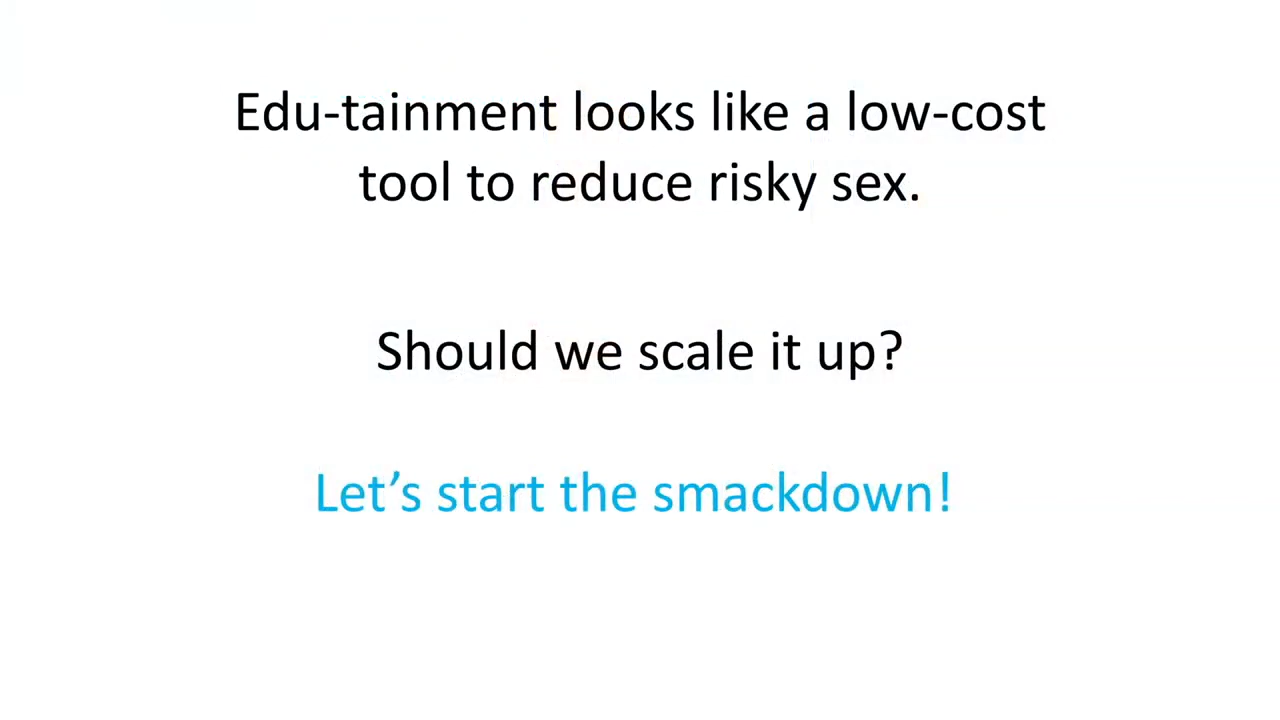 Edu-tainment looks like a low-cost
tool to reduce risky sex.
Should we scale it up?
Let’s start the smackdown!